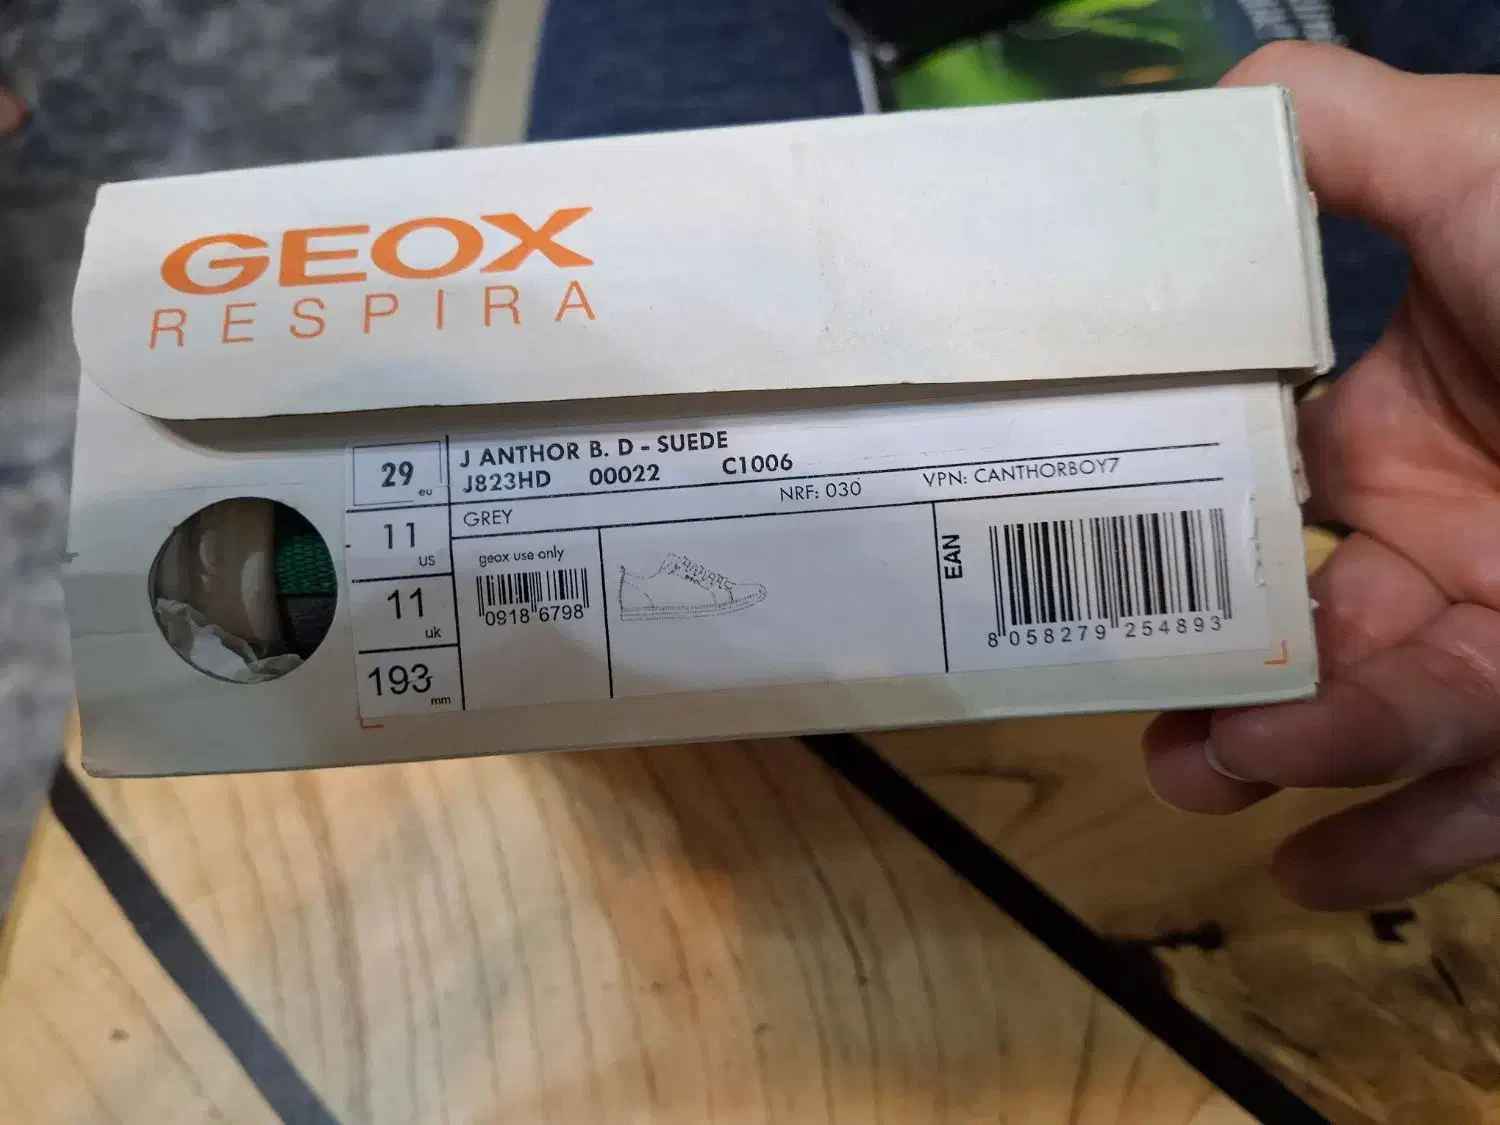 GEOX
RESPIRA
29 eu
11 US
11 uk
193 mm
J ANTHOR B. D - SUEDE
J823HD 00022 C1006
NRF: 030 VPN: CANTHORBOY7
GREY
geox use only
0918 6798
EAN
8 058279 254893